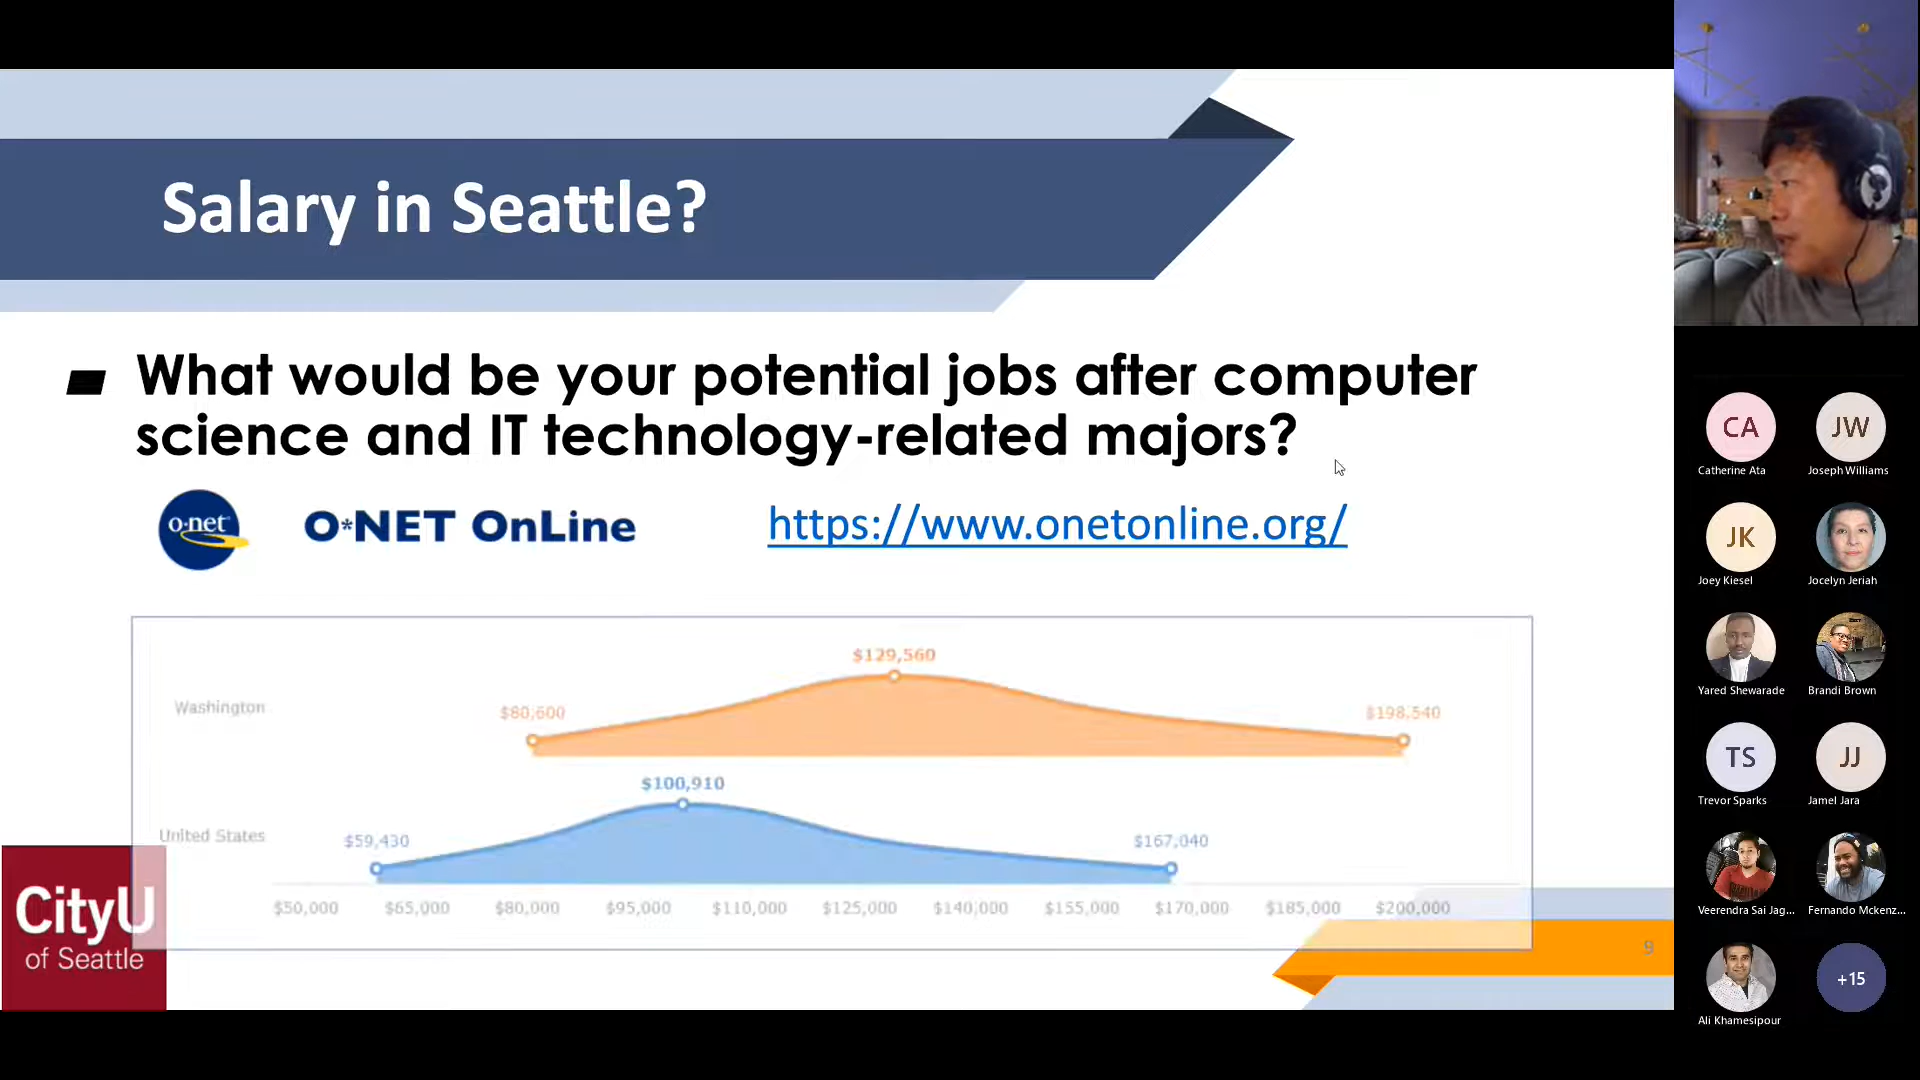 Salary in Seattle?
What would be your potential jobs after computer
science and IT technology-related majors?
o·net
O*NET OnLine
https://www.onetonline.org/
$129,560
Washington
$80,600
$198,540
$100,910
United States
$59,430
$167,040
$50,000 $65,000 $80,000 $95,000 $110,000 $125,000 $140,000 $155,000 $170,000 $185,000 $200,000
CityU
of Seattle
9
CA
JW
Catherine Ata
Joseph Williams
JK
Joey Kiesel
Jocelyn Jeriah
Yared Shewarade
Brandi Brown
TS
JJ
Trevor Sparks
Jamel Jara
Veerendra Sai Jag...
Fernando Mckenz...
+15
Ali Khamesipour